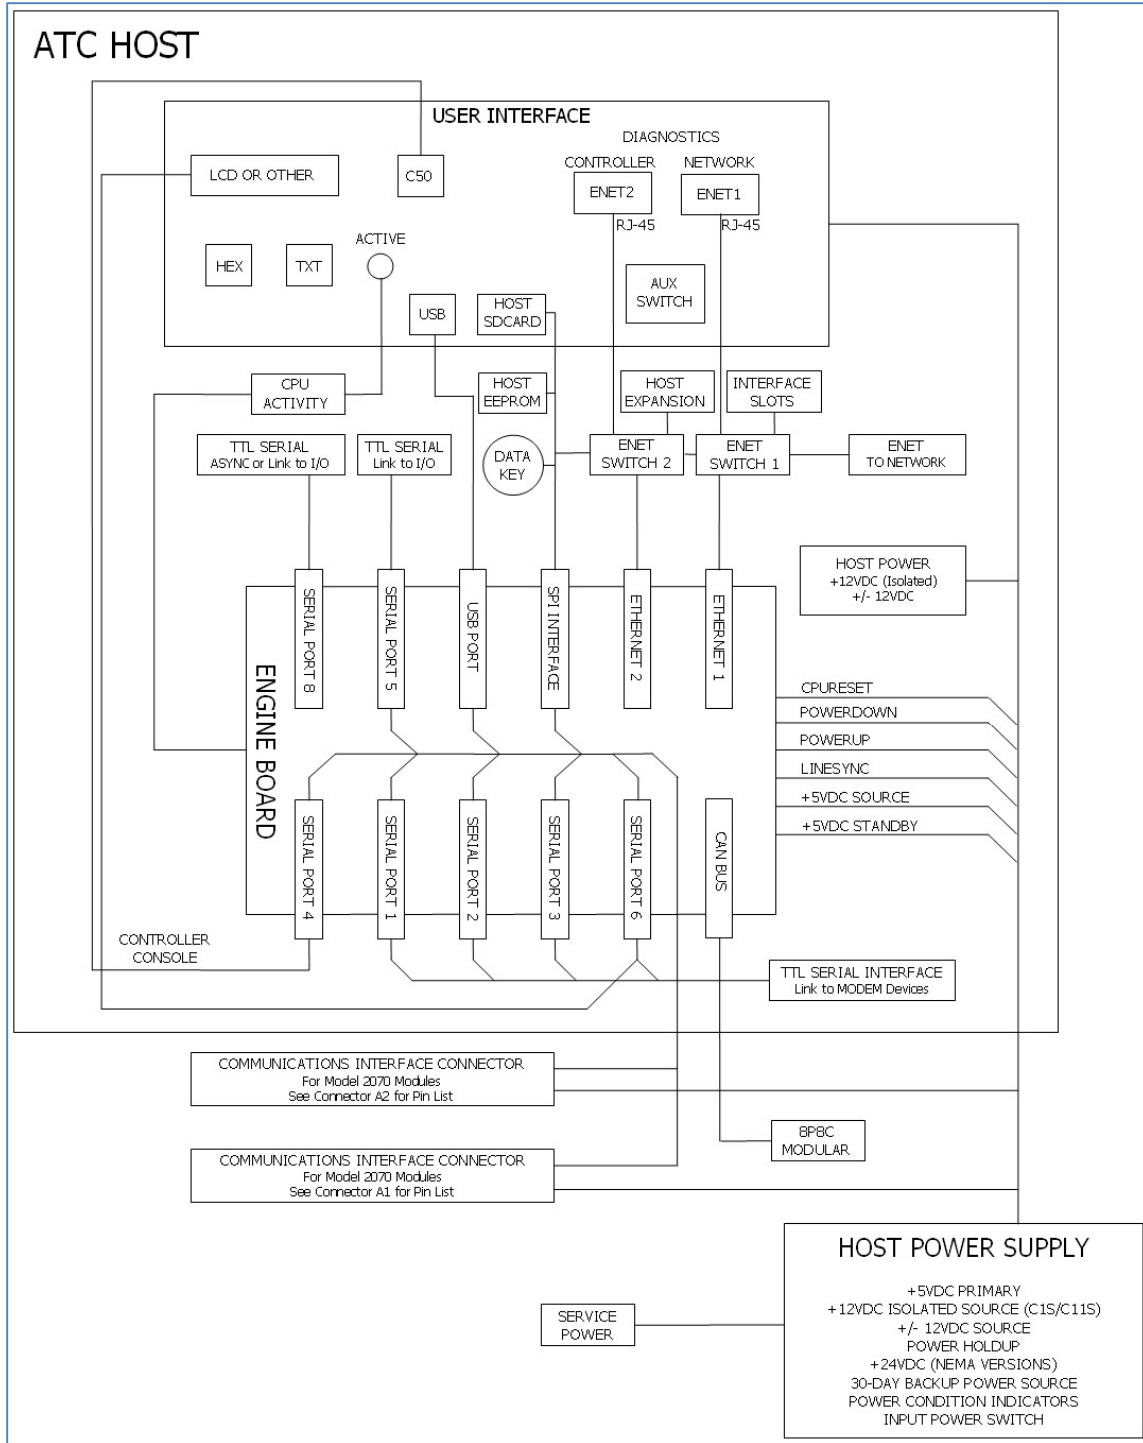 ATC HOST
USER INTERFACE
DIAGNOSTICS
CONTROLLER
NETWORK
LCD OR OTHER
C50
ENET2
ENET1
RJ-45
RJ-45
ACTIVE
HEX
TXT
AUX
SWITCH
USB
HOST
SDCARD
CPU
ACTIVITY
HOST
EEPROM
HOST
EXPANSION
INTERFACE
SLOTS
TTL SERIAL
ASYNC or Link to I/O
TTL SERIAL
Link to I/O
DATA
KEY
ENET
SWITCH 2
ENET
SWITCH 1
ENET
TO NETWORK
HOST POWER
+12VDC (Isolated)
+/- 12VDC
ENGINE BOARD
SERIAL PORT 8
SERIAL PORT 5
USB PORT
SPI INTERFACE
ETHERNET 2
ETHERNET 1
CPURESET
POWERDOWN
POWERUP
LINESYNC
+5VDC SOURCE
+5VDC STANDBY
SERIAL PORT 4
SERIAL PORT 1
SERIAL PORT 2
SERIAL PORT 3
SERIAL PORT 6
CAN BUS
CONTROLLER
CONSOLE
TTL SERIAL INTERFACE
Link to MODEM Devices
COMMUNICATIONS INTERFACE CONNECTOR
For Model 2070 Modules
See Connector A2 for Pin List
8P8C
MODULAR
COMMUNICATIONS INTERFACE CONNECTOR
For Model 2070 Modules
See Connector A1 for Pin List
HOST POWER SUPPLY
+5VDC PRIMARY
+12VDC ISOLATED SOURCE (C1S/C11S)
+/- 12VDC SOURCE
POWER HOLDUP
+24VDC (NEMA VERSIONS)
30-DAY BACKUP POWER SOURCE
POWER CONDITION INDICATORS
INPUT POWER SWITCH
SERVICE
POWER